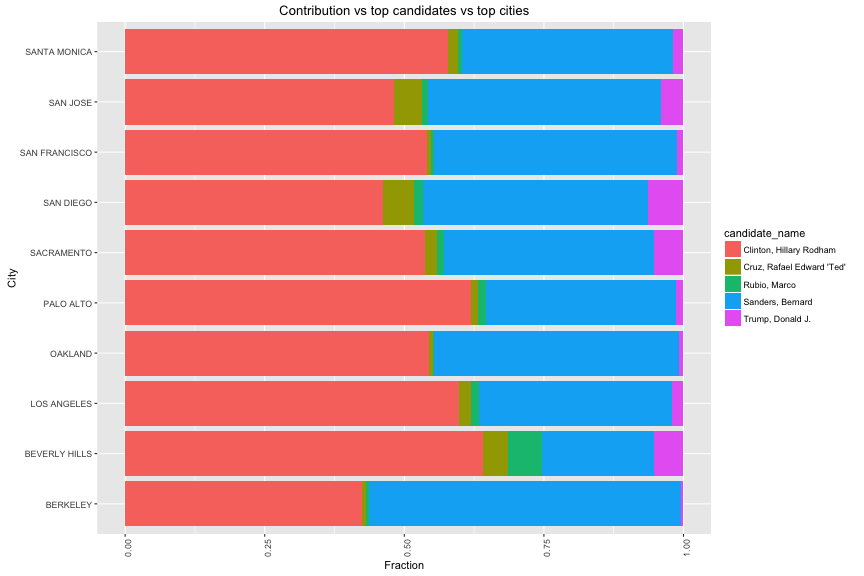 Contribution vs top candidates vs top cities
SANTA MONICA
SAN JOSE
SAN FRANCISCO
SAN DIEGO
SACRAMENTO
PALO ALTO
OAKLAND
LOS ANGELES
BEVERLY HILLS
BERKELEY
City
0.00
0.25
0.50
0.75
1.00
Fraction
candidate_name
Clinton, Hillary Rodham
Cruz, Rafael Edward 'Ted'
Rubio, Marco
Sanders, Bernard
Trump, Donald J.